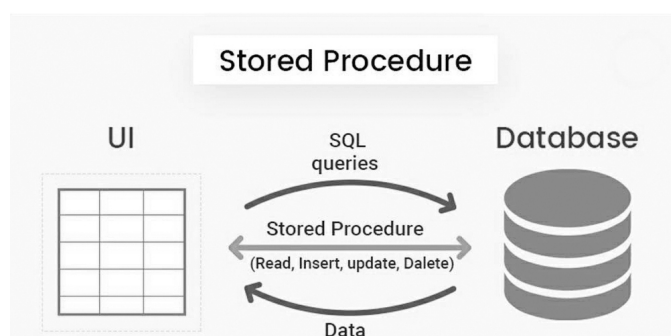 Stored Procedure
UI
SQL
queries
Database
Stored Procedure
(Read, Insert, update, Dalete)
Data